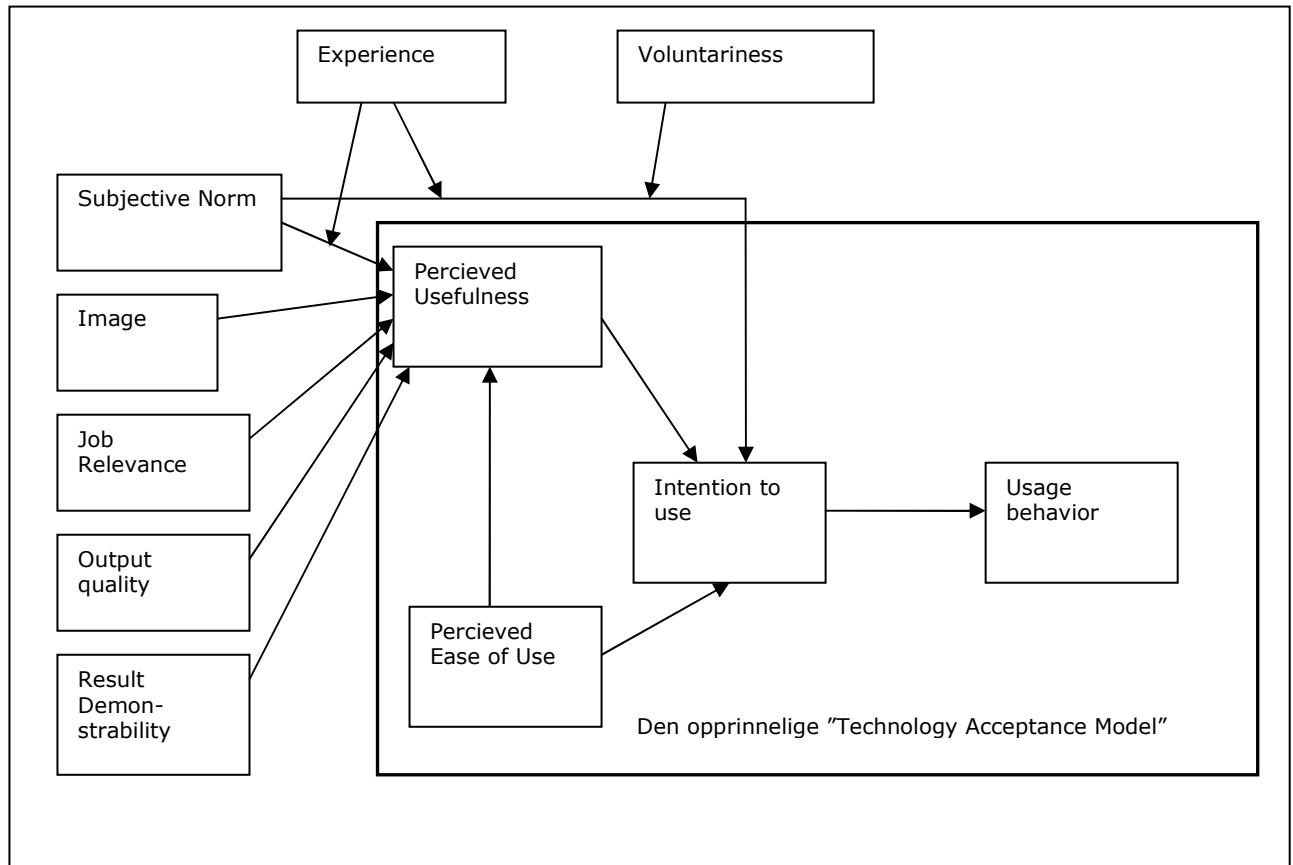 Experience
Voluntariness
Subjective Norm
Percieved
Usefulness
Image
Job
Relevance
Intention to
use
Usage
behavior
Output
quality
Percieved
Ease of Use
Result
Demon-
strability
Den opprinnelige ”Technology Acceptance Model”